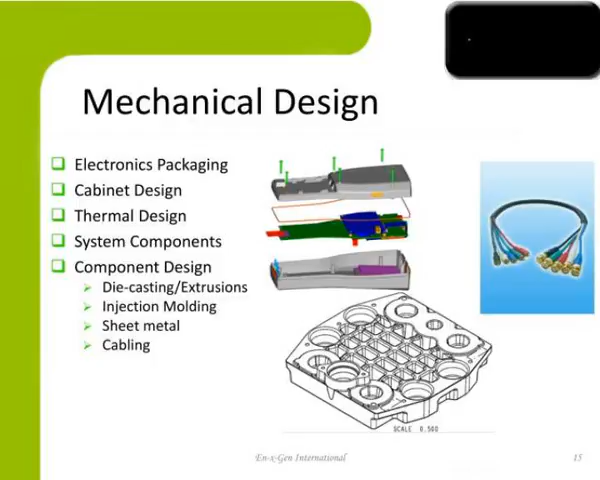 Mechanical Design
Electronics Packaging
Cabinet Design
Thermal Design
System Components
Component Design
Die-casting/Extrusions
Injection Molding
Sheet metal
Cabling
SCALE 0.500
En-x-Gen International
15